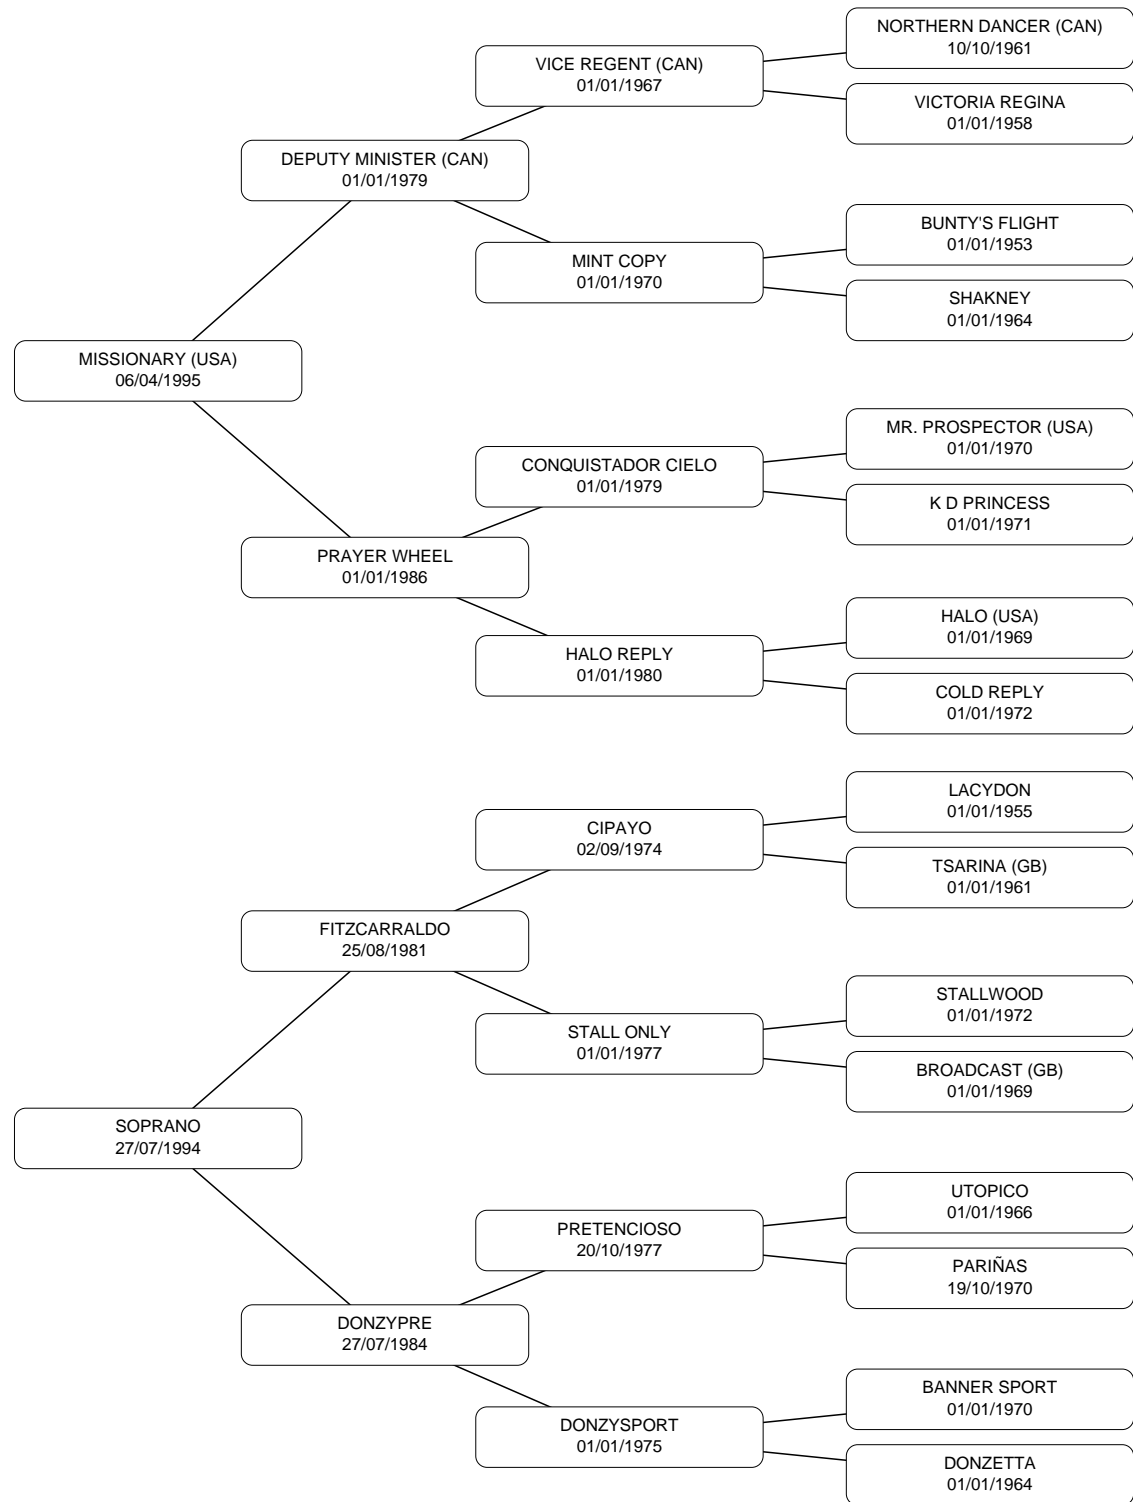 NORTHERN DANCER (CAN)
10/10/1961
VICE REGENT (CAN)
01/01/1967
VICTORIA REGINA
01/01/1958
DEPUTY MINISTER (CAN)
01/01/1979
BUNTY'S FLIGHT
01/01/1953
MINT COPY
01/01/1970
SHAKNEY
01/01/1964
MISSIONARY (USA)
06/04/1995
MR. PROSPECTOR (USA)
01/01/1970
CONQUISTADOR CIELO
01/01/1979
K D PRINCESS
01/01/1971
PRAYER WHEEL
01/01/1986
HALO (USA)
01/01/1969
HALO REPLY
01/01/1980
COLD REPLY
01/01/1972
LACYDON
01/01/1955
CIPAYO
02/09/1974
TSARINA (GB)
01/01/1961
FITZCARRALDO
25/08/1981
STALLWOOD
01/01/1972
STALL ONLY
01/01/1977
BROADCAST (GB)
01/01/1969
SOPRANO
27/07/1994
UTOPICO
01/01/1966
PRETENCIOSO
20/10/1977
PARIÑAS
19/10/1970
DONZYPRE
27/07/1984
BANNER SPORT
01/01/1970
DONZYSPORT
01/01/1975
DONZETTA
01/01/1964